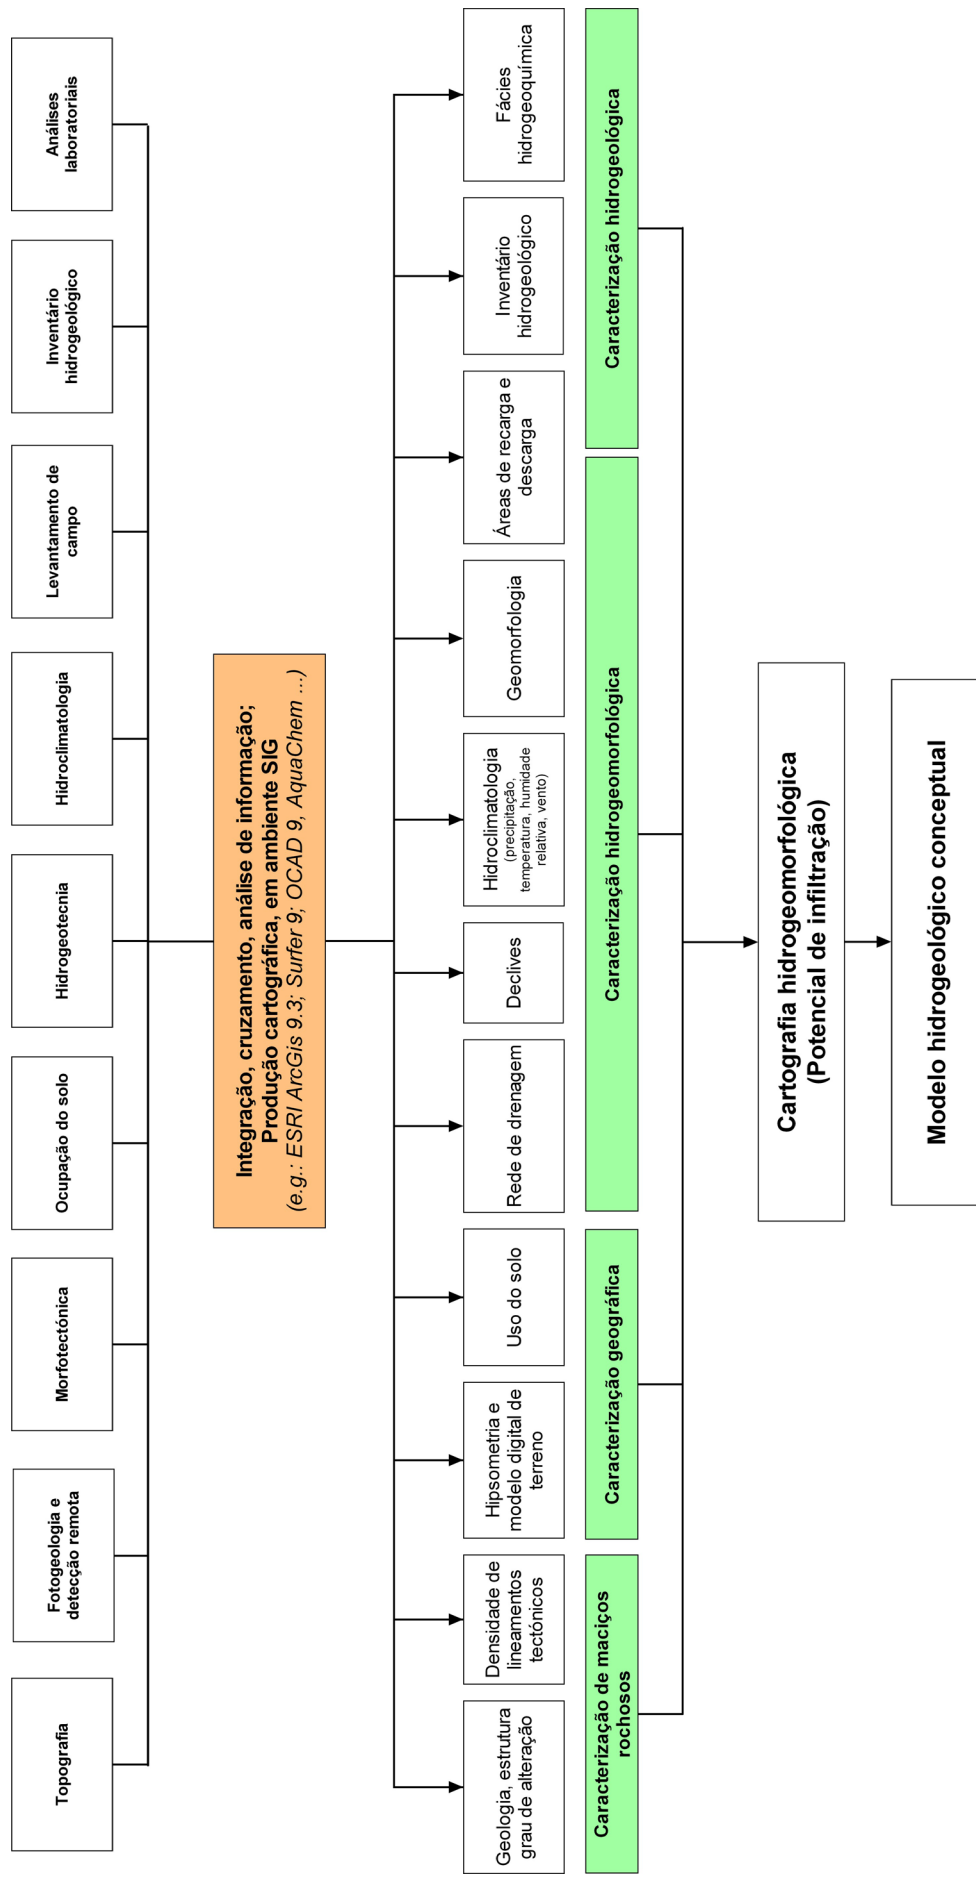 Topografia
Fotogeologia e
detecção remota
Morfotectónica
Ocupação do solo
Hidrogeotecnia
Hidroclimatologia
Levantamento de
campo
Inventário
hidrogeológico
Análises
laboratoriais
Integração, cruzamento, análise de informação;
Produção cartográfica, em ambiente SIG
(e.g.: ESRI ArcGis 9.3; Surfer 9; OCAD 9, AquaChem ...)
Geologia, estrutura
grau de alteração
Densidade de
lineamentos
tectónicos
Hipsometria e
modelo digital de
terreno
Uso do solo
Rede de drenagem
Declives
Hidroclimatologia
(precipitação,
temperatura, humidade
relativa, vento)
Geomorfologia
Áreas de recarga e
descarga
Inventário
hidrogeológico
Fácies
hidrogeoquímica
Caracterização de maciços
rochosos
Caracterização geográfica
Caracterização hidrogeomorfológica
Caracterização hidrogeológica
Cartografia hidrogeomorfológica
(Potencial de infiltração)
Modelo hidrogeológico conceptual